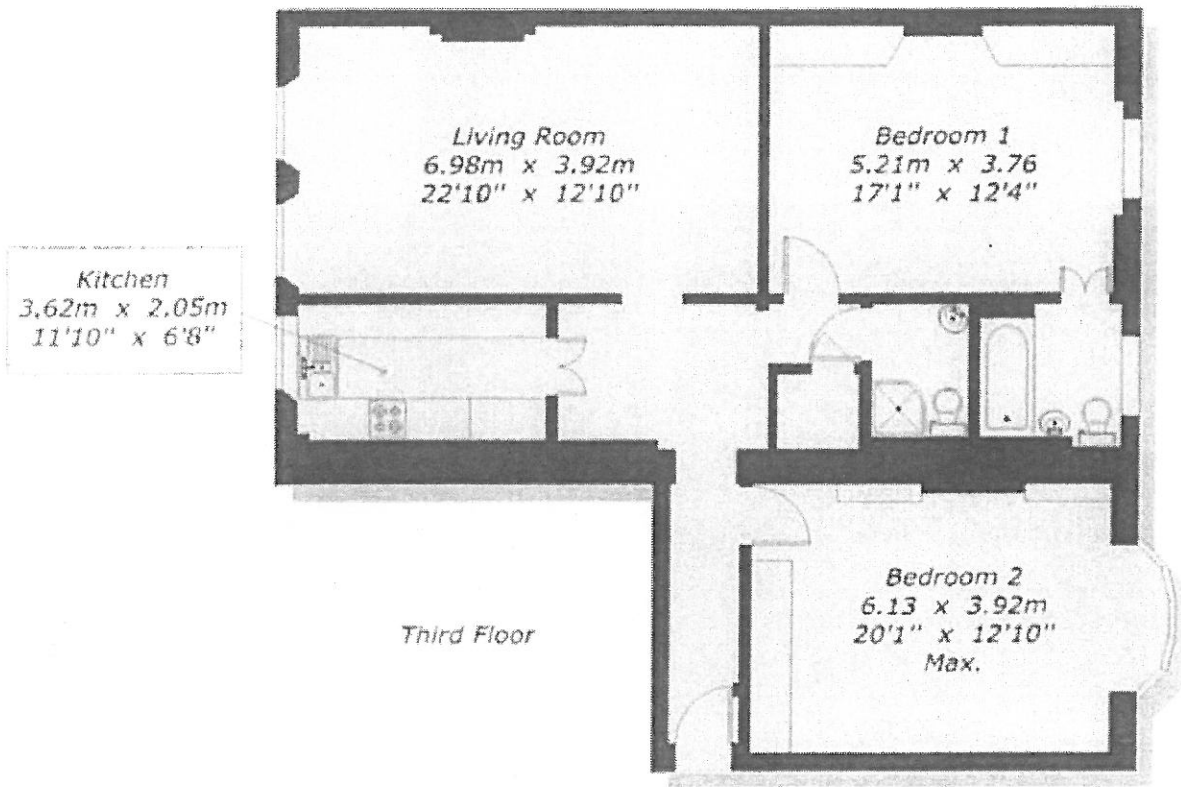 Living Room
6.98m x 3.92m
22'10" x 12'10"
Bedroom 1
5.21m x 3.76
17'1" x 12'4"
Kitchen
3.62m x 2.05m
11'10" x 6'8"
Bedroom 2
6.13 x 3.92m
20'1" x 12'10"
Max.
Third Floor